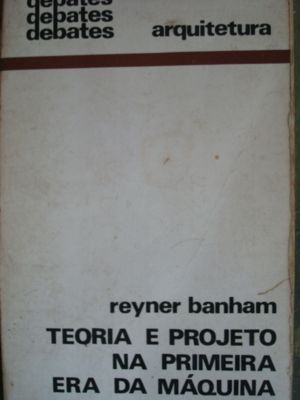 debates
debates
debates arquitetura
reyner banham
TEORIA E PROJETO
NA PRIMEIRA
ERA DA MÁQUINA